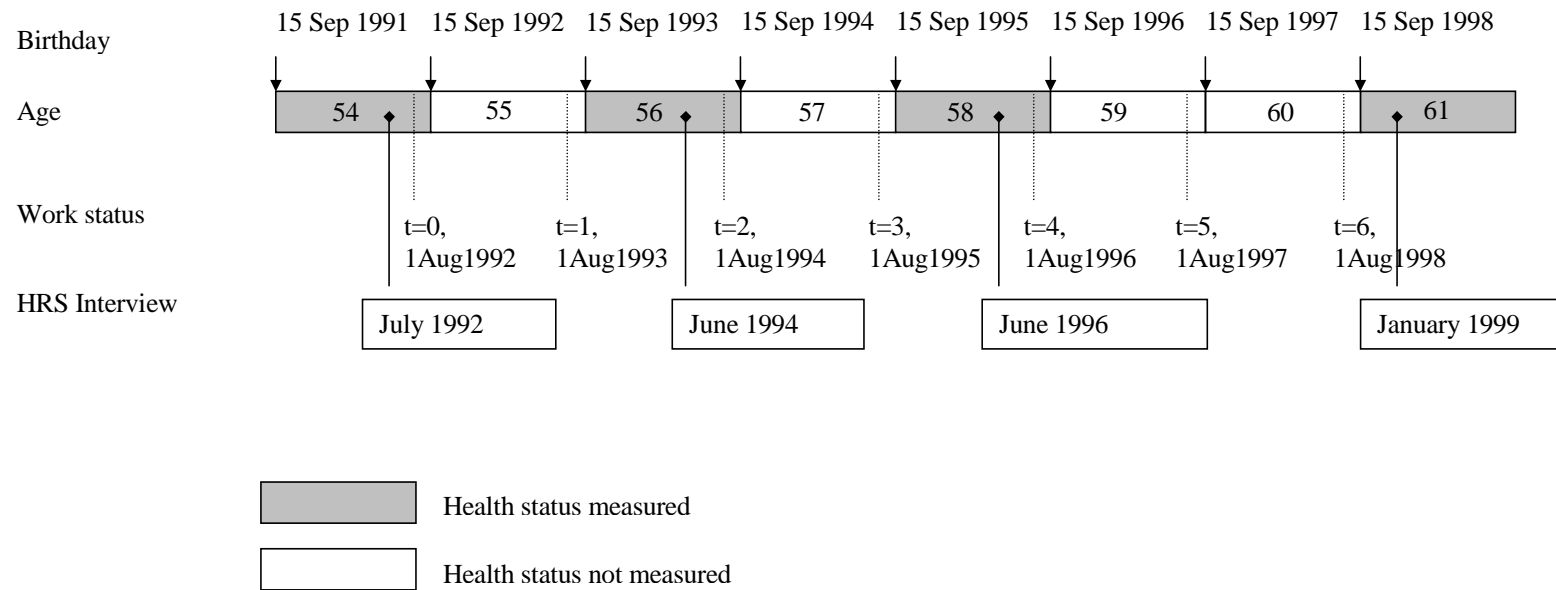 15 Sep 1991 15 Sep 1992 15 Sep 1993 15 Sep 1994 15 Sep 1995 15 Sep 1996 15 Sep 1997 15 Sep 1998
Birthday
Age 54 55 56 57 58 59 60 61
Work status
t=0, t=1, t=2, t=3, t=4, t=5, t=6,
1Aug1992 1Aug1993 1Aug1994 1Aug1995 1Aug1996 1Aug1997 1Aug1998
HRS Interview
July 1992 June 1994 June 1996 January 1999
Health status measured
Health status not measured